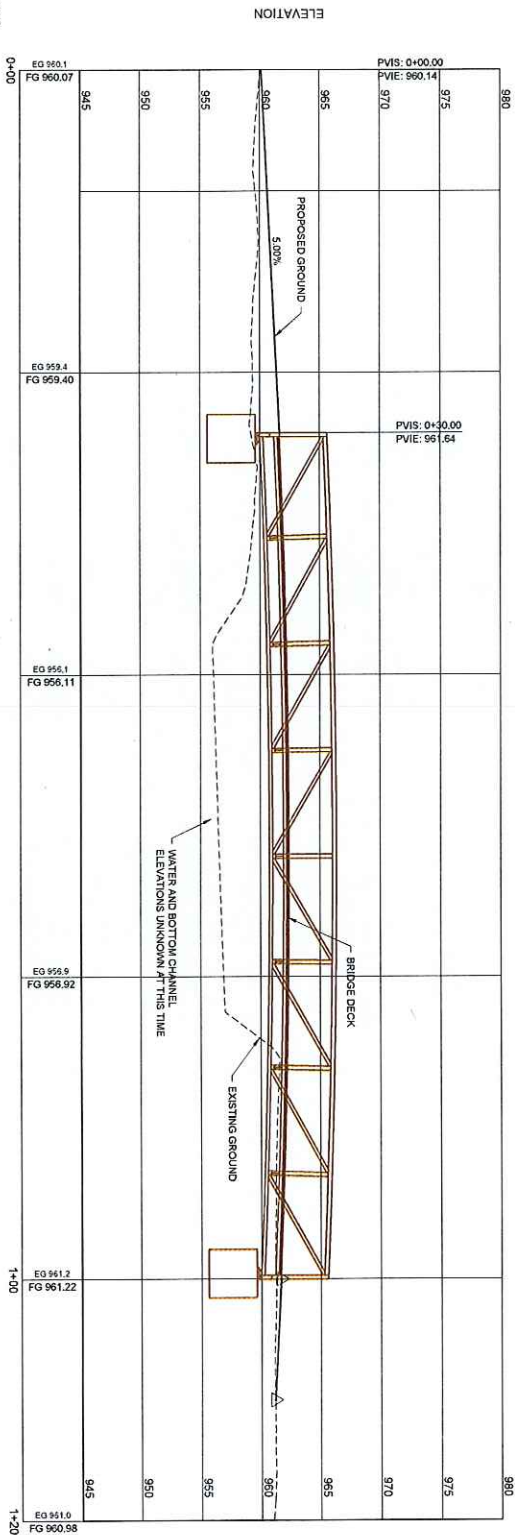 ELEVATION
980
975
970
965
960
955
950
945
980
975
970
965
960
955
950
945
PVIS: 0+00.00
PVIE: 960.14
PVIS: 0+30.00
PVIE: 961.64
PROPOSED GROUND
5.00%
BRIDGE DECK
WATER AND BOTTOM CHANNEL
ELEVATIONS UNKNOWN AT THIS TIME
EXISTING GROUND
EG 960.1
FG 960.07
EG 959.4
FG 959.40
EG 956.1
FG 956.11
EG 956.9
FG 956.92
EG 961.2
FG 961.22
EG 961.0
FG 960.98
0+00
1+00
1+20